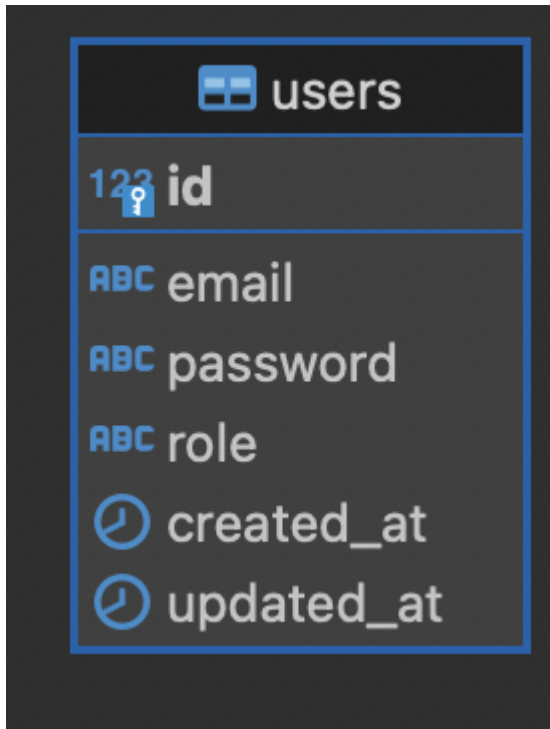 users
123 id
ABC email
ABC password
ABC role
created_at
updated_at